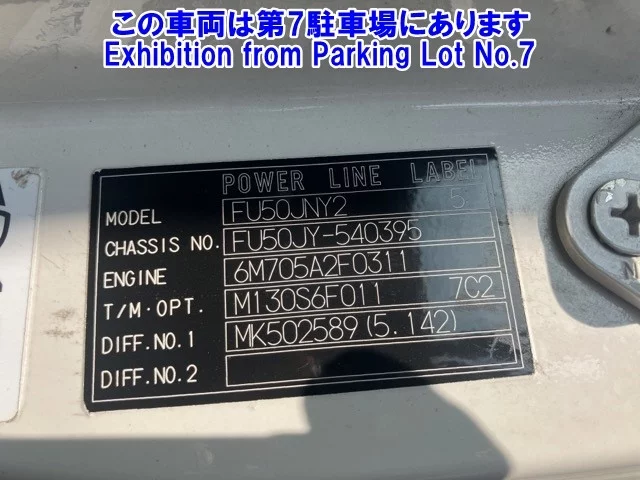 この車両は第7駐車場にあります
Exhibition from Parking Lot No.7
POWER LINE LABEL
MODEL FU50JNY2 5
CHASSIS NO. FU50JY-540395
ENGINE 6M705A2F0311
T/M·OPT. M130S6F011 7C2
DIFF.NO.1 MK502589(5.142)
DIFF.NO.2